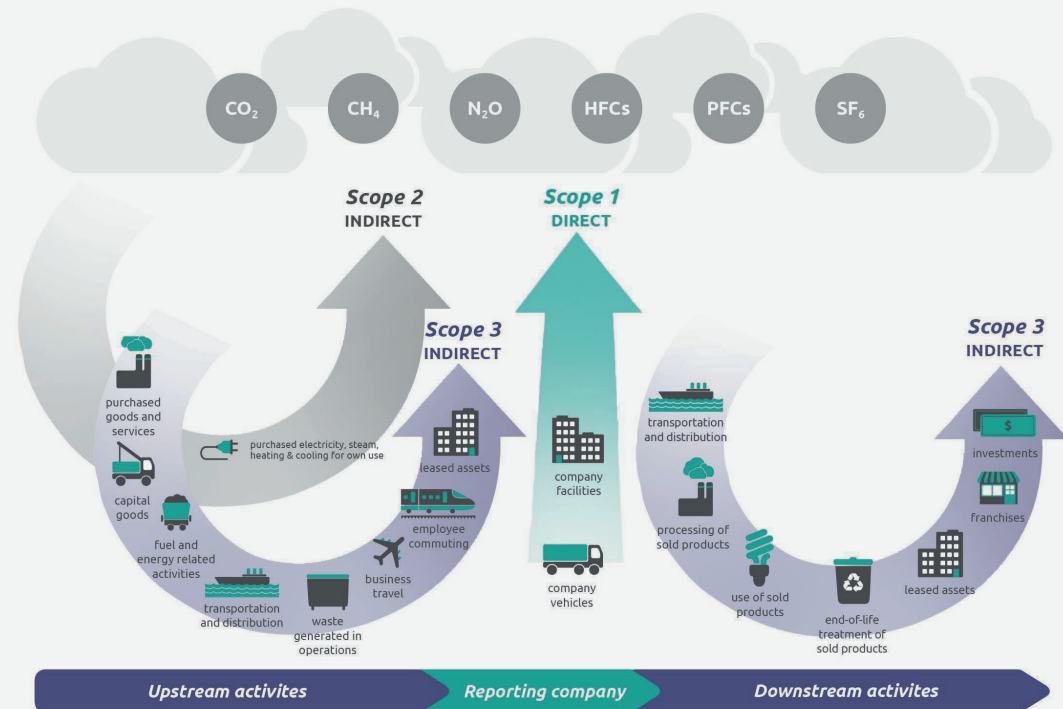 CO₂
CH₄
N₂O
HFCs
PFCs
SF₆
Scope 2
INDIRECT
Scope 1
DIRECT
Scope 3
INDIRECT
Scope 3
INDIRECT
purchased
goods and
services
capital
goods
fuel and
energy related
activities
transportation
and distribution
waste
generated in
operations
business
travel
employee
commuting
leased assets
purchased electricity, steam,
heating & cooling for own use
company
facilities
company
vehicles
transportation
and distribution
processing of
sold products
use of sold
products
end-of-life
treatment of
sold products
leased assets
franchises
investments
$
Upstream activites
Reporting company
Downstream activites